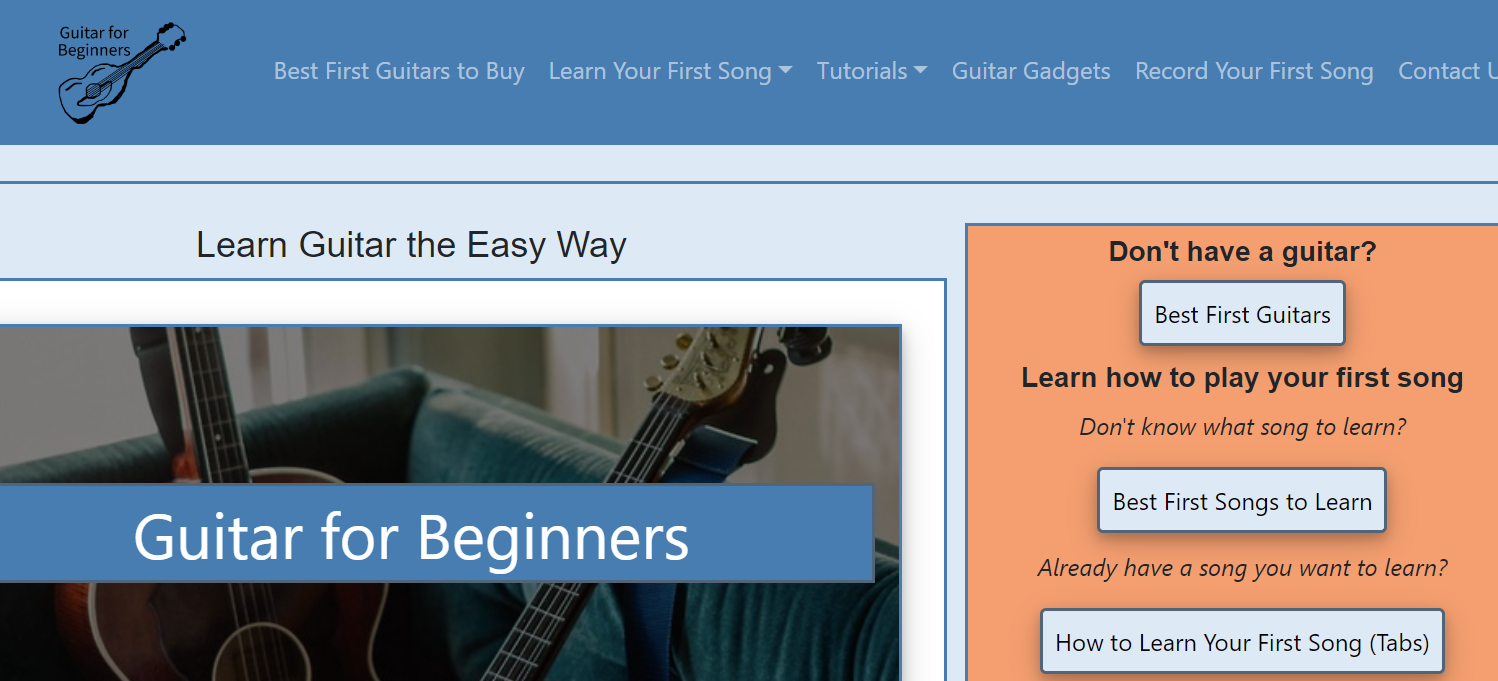 Guitar for
Beginners
Best First Guitars to Buy
Learn Your First Song
Tutorials
Guitar Gadgets
Record Your First Song
Contact U
Learn Guitar the Easy Way
Guitar for Beginners
Don't have a guitar?
Best First Guitars
Learn how to play your first song
Don't know what song to learn?
Best First Songs to Learn
Already have a song you want to learn?
How to Learn Your First Song (Tabs)